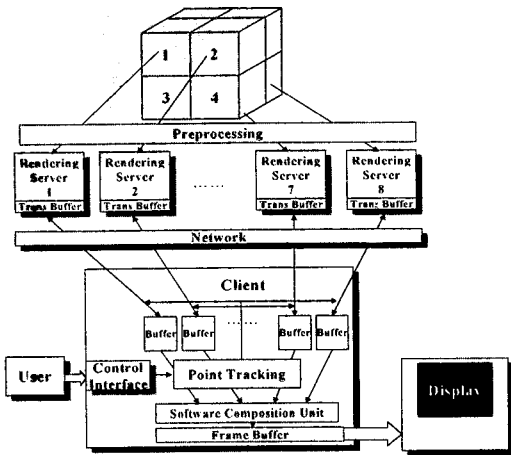 1 2
3 4
Preprocessing
Rendering Server 1
Trans Buffer
Rendering Server 2
Trans Buffer
......
Rendering Server 7
Trans Buffer
Rendering Server 8
Trans Buffer
Network
Client
Buffer Buffer ...... Buffer Buffer
User
Control Interface
Point Tracking
Software Composition Unit
Frame Buffer
Display